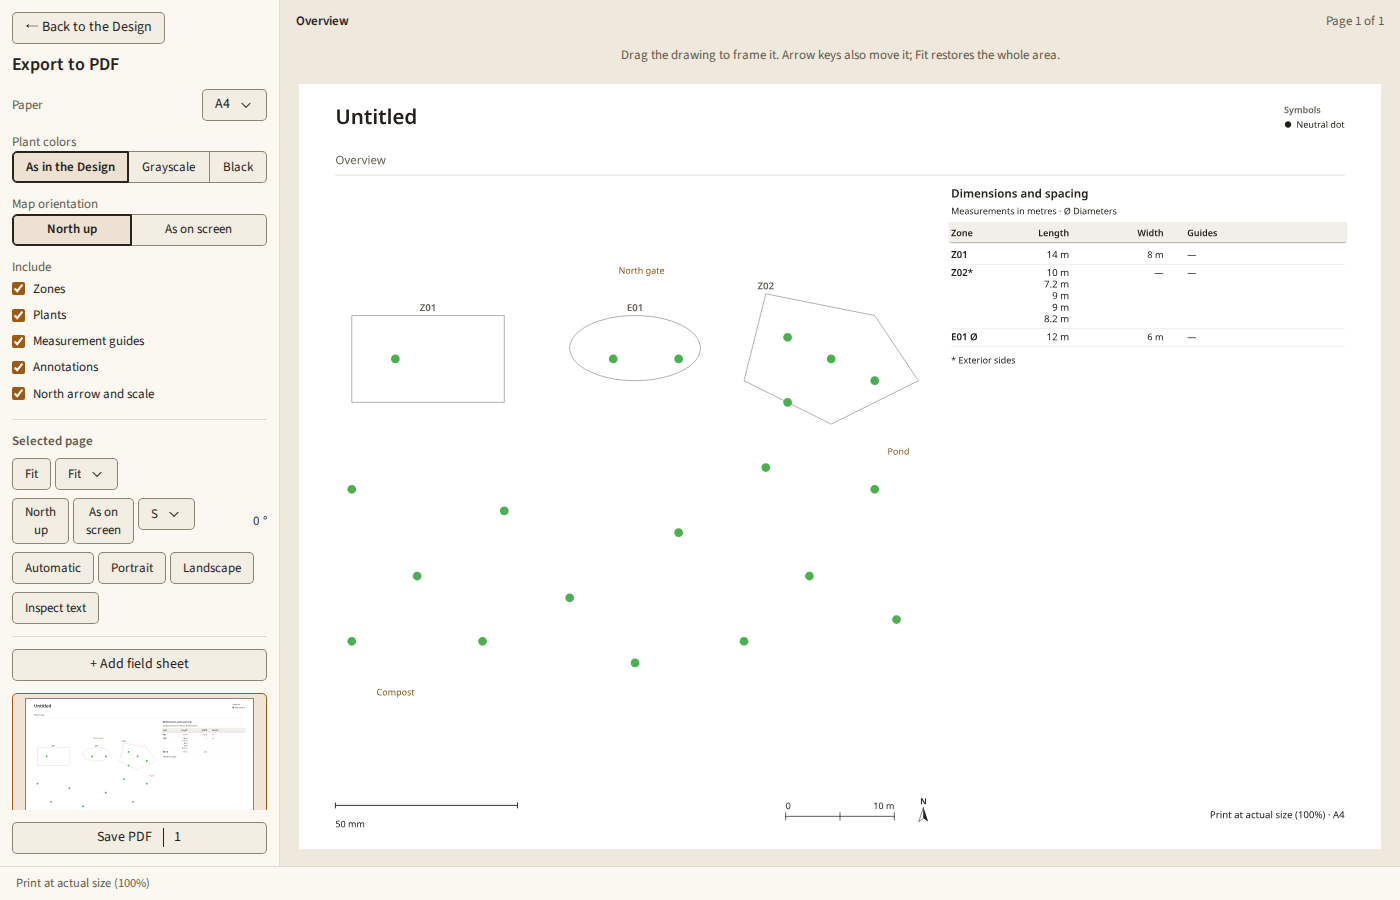 ← Back to the Design
Export to PDF
Paper
A4
Plant colors
As in the Design
Grayscale
Black
Map orientation
North up
As on screen
Include
Zones
Plants
Measurement guides
Annotations
North arrow and scale
Selected page
Fit
Fit
North up
As on screen
S
0 °
Automatic
Portrait
Landscape
Inspect text
+ Add field sheet
Untitled
Save PDF
1
Print at actual size (100%)
Overview
Page 1 of 1
Drag the drawing to frame it. Arrow keys also move it; Fit restores the whole area.
Untitled
Symbols
Neutral dot
Overview
Dimensions and spacing
Measurements in metres · Ø Diameters
Zone Length Width Guides
Z01 14 m 8 m —
Z02* 10 m — —
7.2 m
9 m
9 m
8.2 m
E01 Ø 12 m 6 m —
* Exterior sides
North gate
Z01
E01
Z02
Pond
Compost
50 mm
0 10 m
N
Print at actual size (100%) · A4